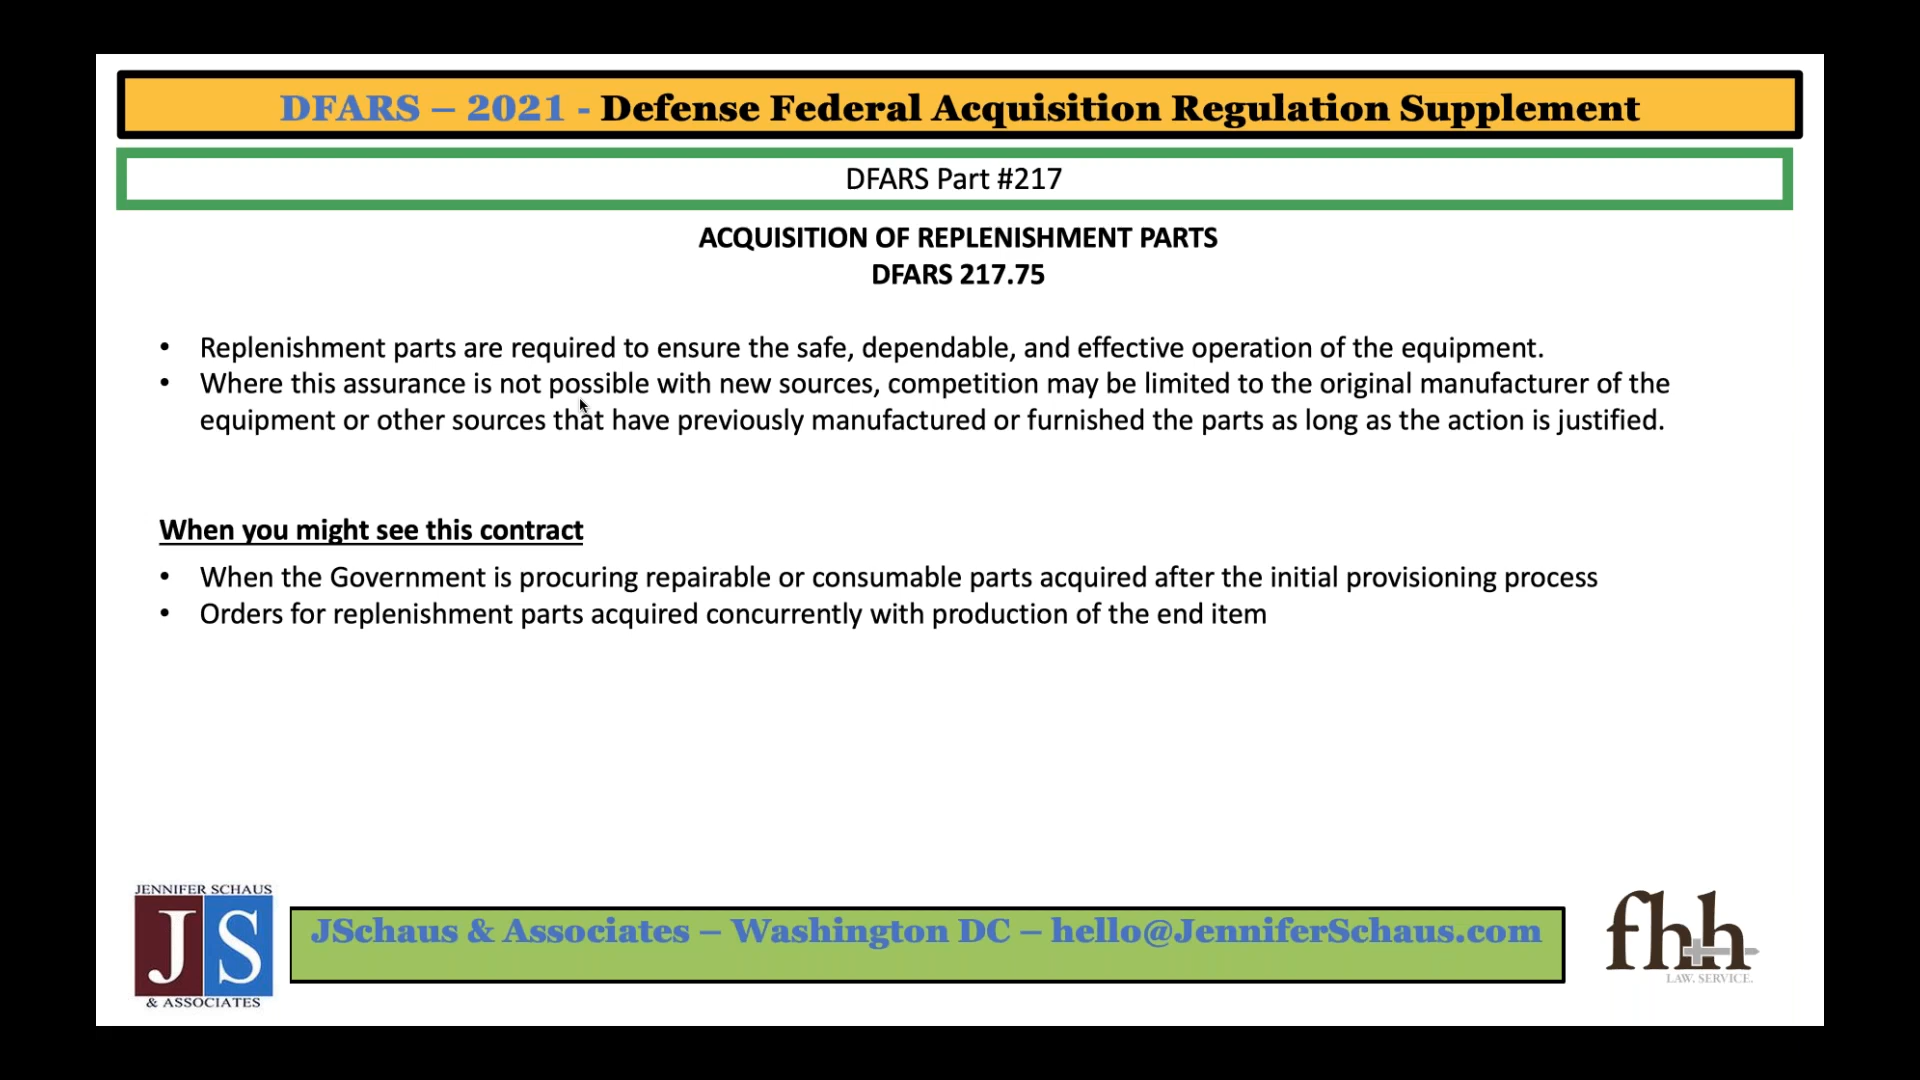 DFARS – 2021 - Defense Federal Acquisition Regulation Supplement
DFARS Part #217
ACQUISITION OF REPLENISHMENT PARTS
DFARS 217.75
• Replenishment parts are required to ensure the safe, dependable, and effective operation of the equipment.
• Where this assurance is not possible with new sources, competition may be limited to the original manufacturer of the
equipment or other sources that have previously manufactured or furnished the parts as long as the action is justified.
When you might see this contract
• When the Government is procuring repairable or consumable parts acquired after the initial provisioning process
• Orders for replenishment parts acquired concurrently with production of the end item
JENNIFER SCHAUS
JS
& ASSOCIATES
JSchaus & Associates – Washington DC – hello@JenniferSchaus.com
fhh
LAW. SERVICE.